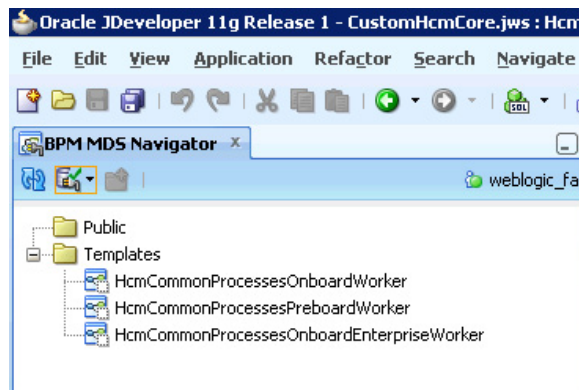 Oracle JDeveloper 11g Release 1 - CustomHcmCore.jws : Hcm
File Edit View Application Refactor Search Navigate
SQL
BPM MDS Navigator x
weblogic_fa
Public
Templates
HcmCommonProcessesOnboardWorker
HcmCommonProcessesPreboardWorker
HcmCommonProcessesOnboardEnterpriseWorker